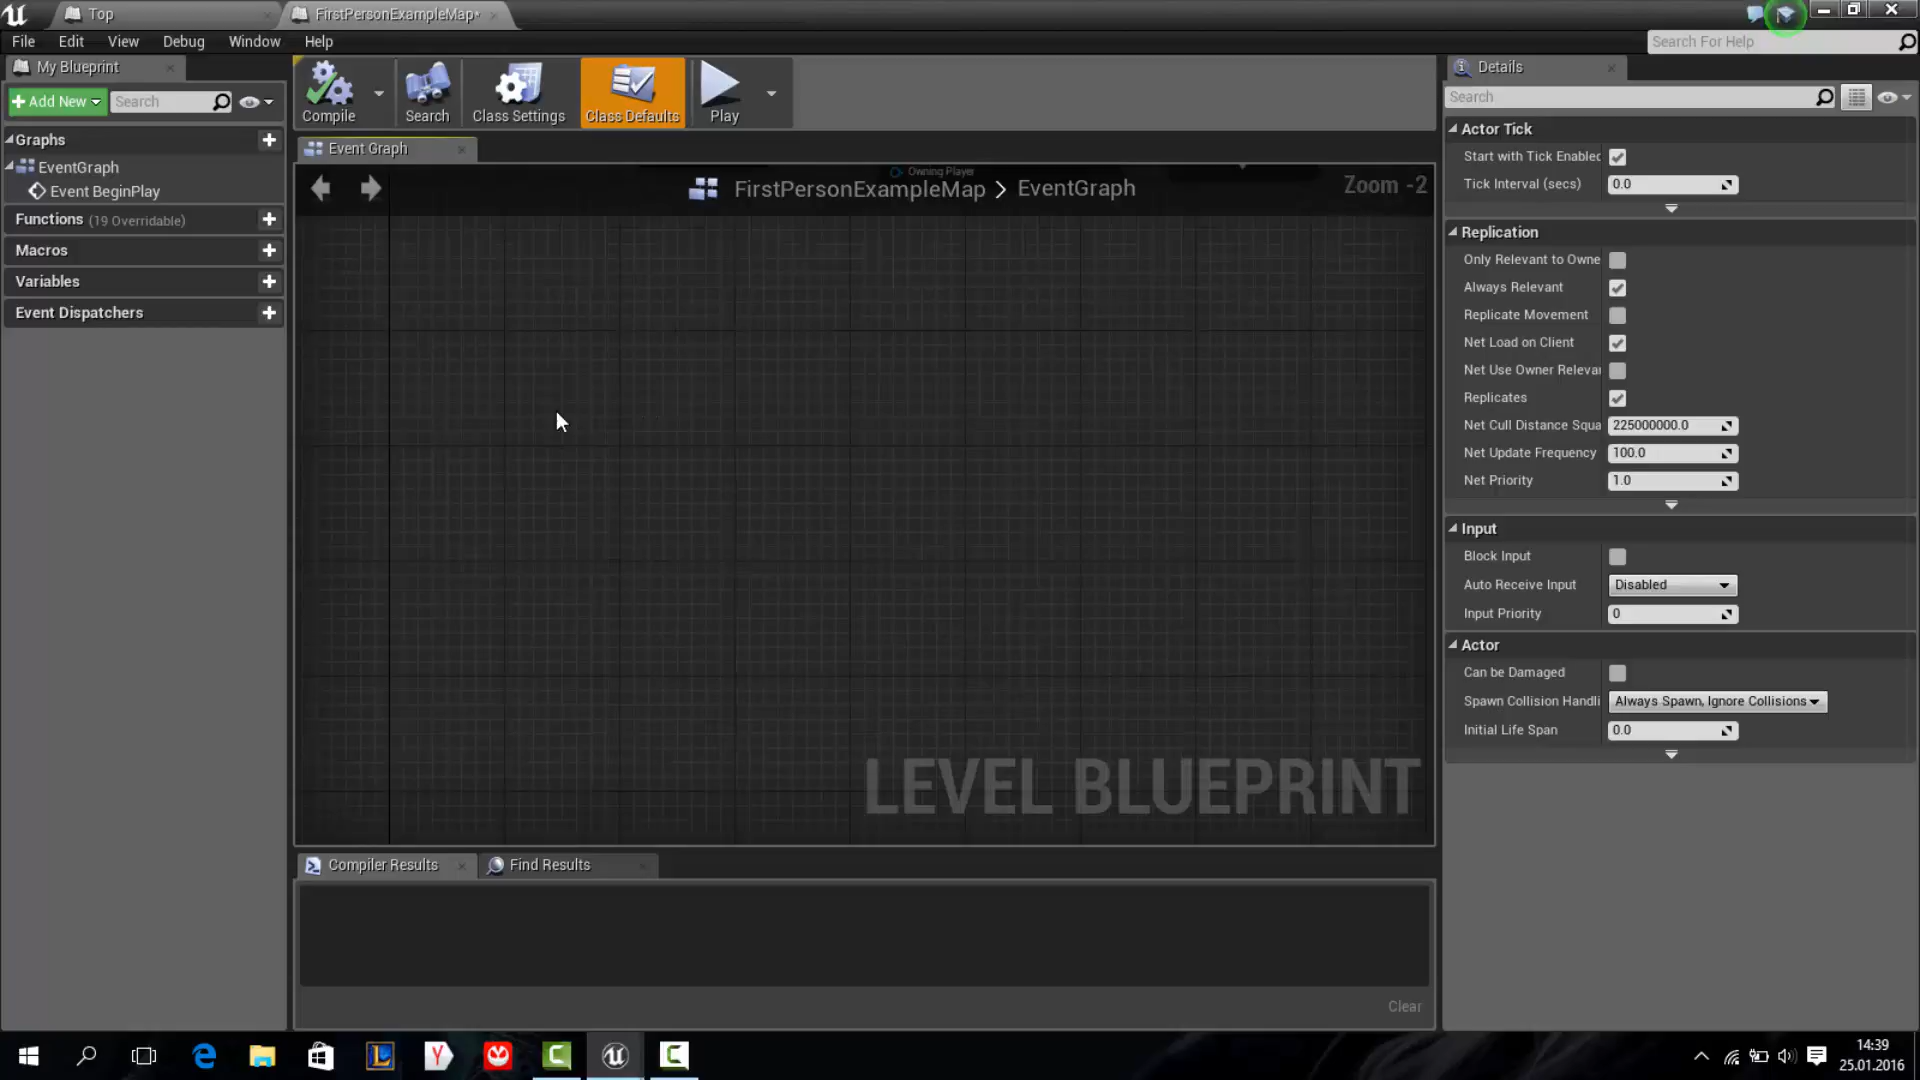 Top
FirstPersonExampleMap*
File
Edit
View
Debug
Window
Help
Search For Help
My Blueprint
Add New
Search
Graphs
EventGraph
Event BeginPlay
Functions (19 Overridable)
Macros
Variables
Event Dispatchers
Compile
Search
Class Settings
Class Defaults
Play
Event Graph
Owning Player
FirstPersonExampleMap > EventGraph
Zoom -2
LEVEL BLUEPRINT
Compiler Results
Find Results
Clear
Details
Search
Actor Tick
Start with Tick Enabled
Tick Interval (secs)
0.0
Replication
Only Relevant to Owne
Always Relevant
Replicate Movement
Net Load on Client
Net Use Owner Releva
Replicates
Net Cull Distance Squa
225000000.0
Net Update Frequency
100.0
Net Priority
1.0
Input
Block Input
Auto Receive Input
Disabled
Input Priority
0
Actor
Can be Damaged
Spawn Collision Handli
Always Spawn, Ignore Collisions
Initial Life Span
0.0
14:39
25.01.2016